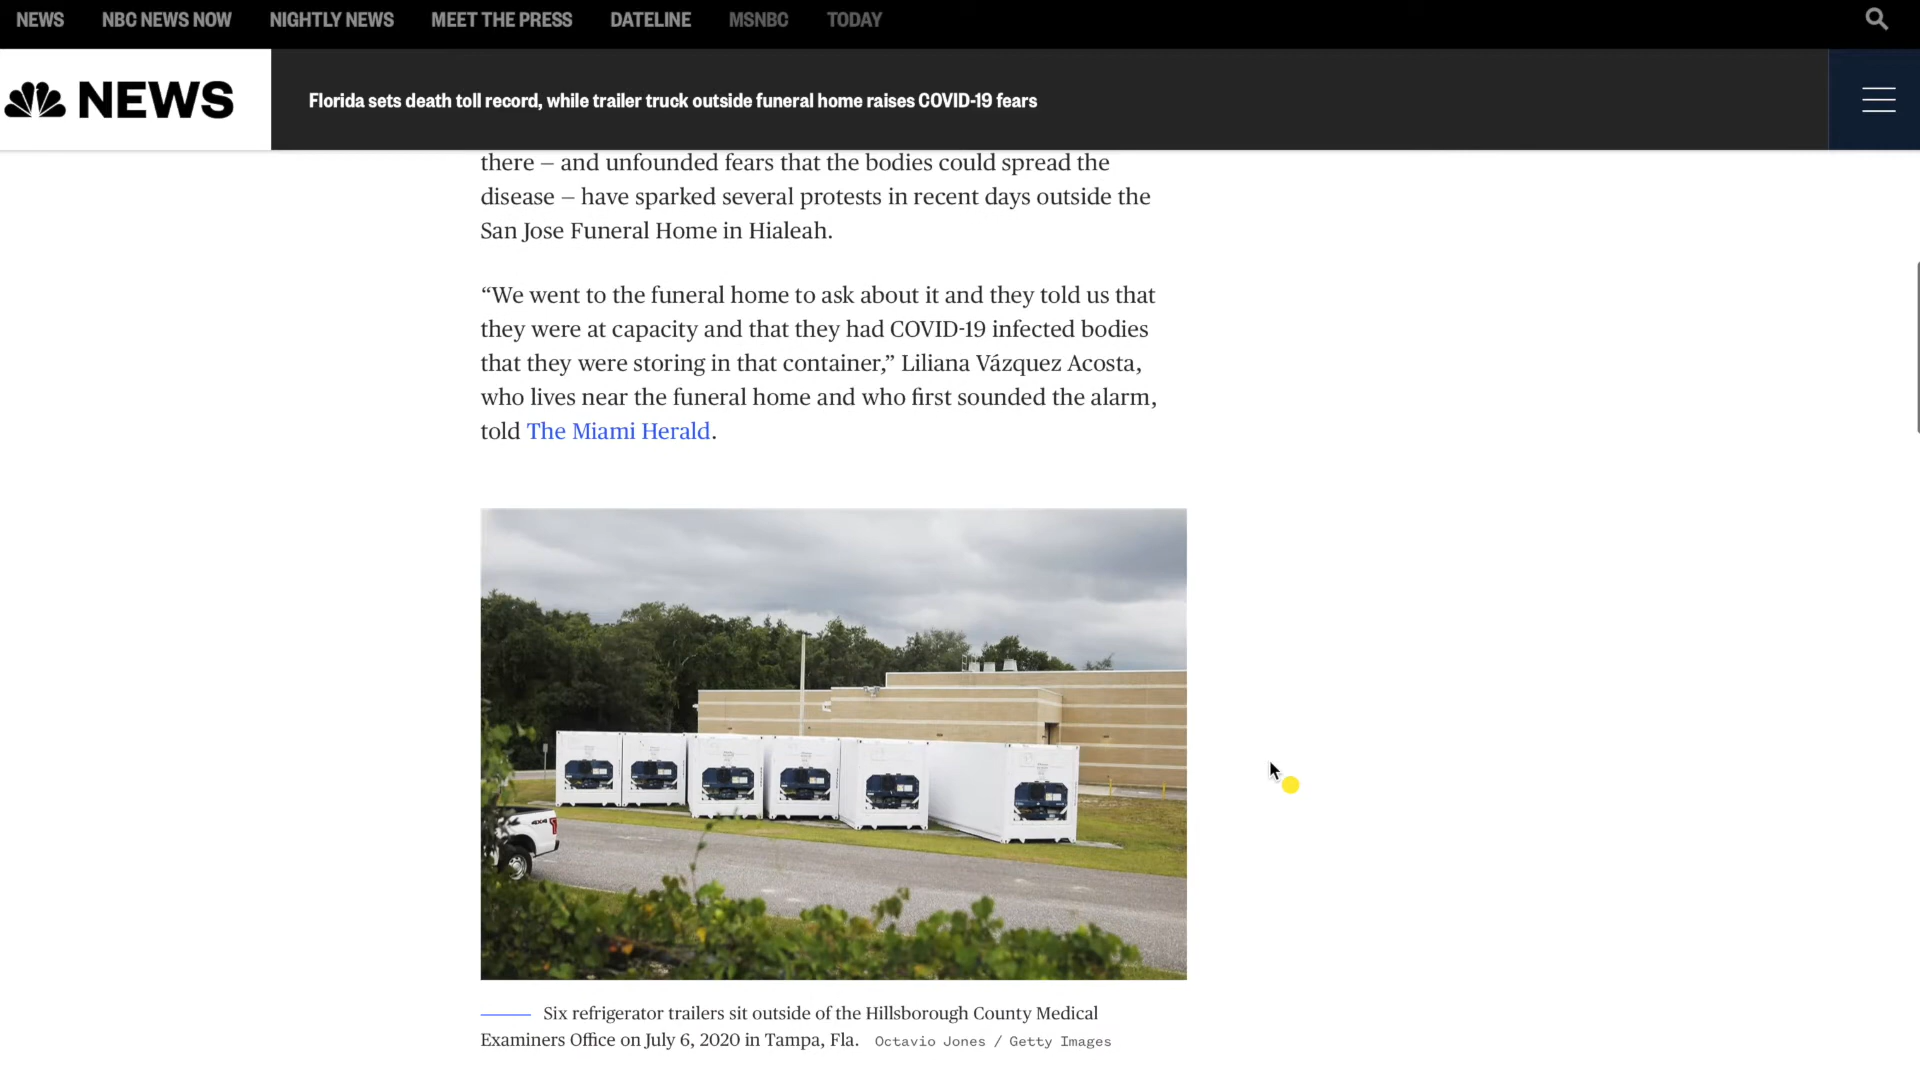 NEWS NBC NEWS NOW NIGHTLY NEWS MEET THE PRESS DATELINE MSNBC TODAY
NEWS
Florida sets death toll record, while trailer truck outside funeral home raises COVID-19 fears
there — and unfounded fears that the bodies could spread the
disease — have sparked several protests in recent days outside the
San Jose Funeral Home in Hialeah.
“We went to the funeral home to ask about it and they told us that
they were at capacity and that they had COVID-19 infected bodies
that they were storing in that container,” Liliana Vázquez Acosta,
who lives near the funeral home and who first sounded the alarm,
told The Miami Herald.
4X4
Six refrigerator trailers sit outside of the Hillsborough County Medical
Examiners Office on July 6, 2020 in Tampa, Fla. Octavio Jones / Getty Images